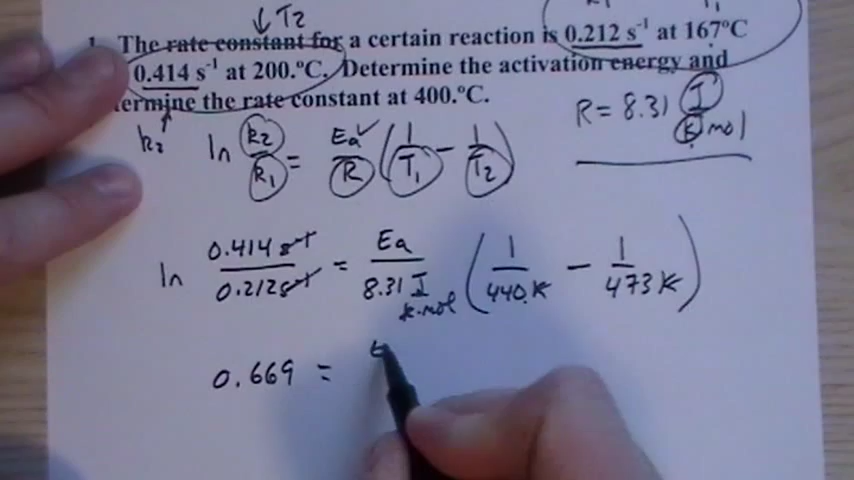 ↓ T2
The rate constant for a certain reaction is 0.212 s⁻¹ at 167°C
0.414 s⁻¹ at 200.°C. Determine the activation energy and
the rate constant at 400.°C.
k₂
R = 8.31 J
K mol
ln k₂/k₁ = Ea/R (1/T₁ - 1/T₂)
ln 0.414 s⁻¹/0.212 s⁻¹ = Ea/8.31 J/K·mol (1/440. K - 1/473 K)
0.669 =